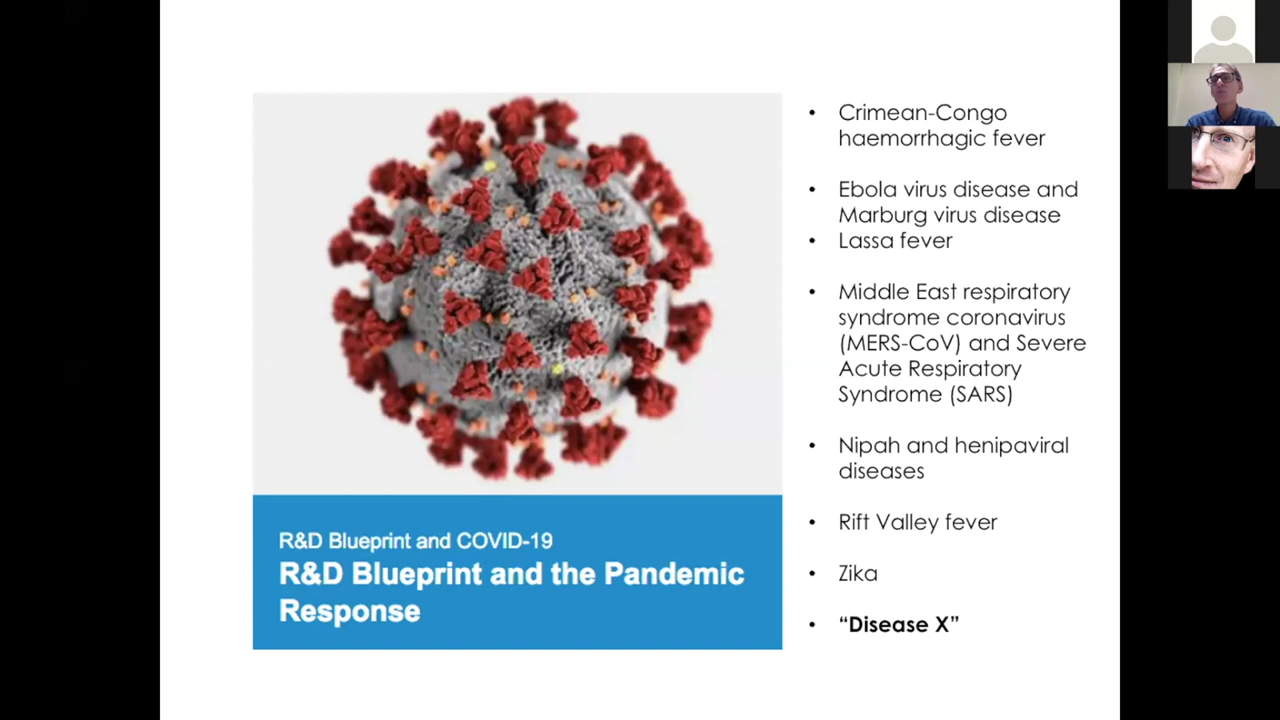 R&D Blueprint and COVID-19
R&D Blueprint and the Pandemic
Response
• Crimean-Congo
haemorrhagic fever
• Ebola virus disease and
Marburg virus disease
• Lassa fever
• Middle East respiratory
syndrome coronavirus
(MERS-CoV) and Severe
Acute Respiratory
Syndrome (SARS)
• Nipah and henipaviral
diseases
• Rift Valley fever
• Zika
• “Disease X”